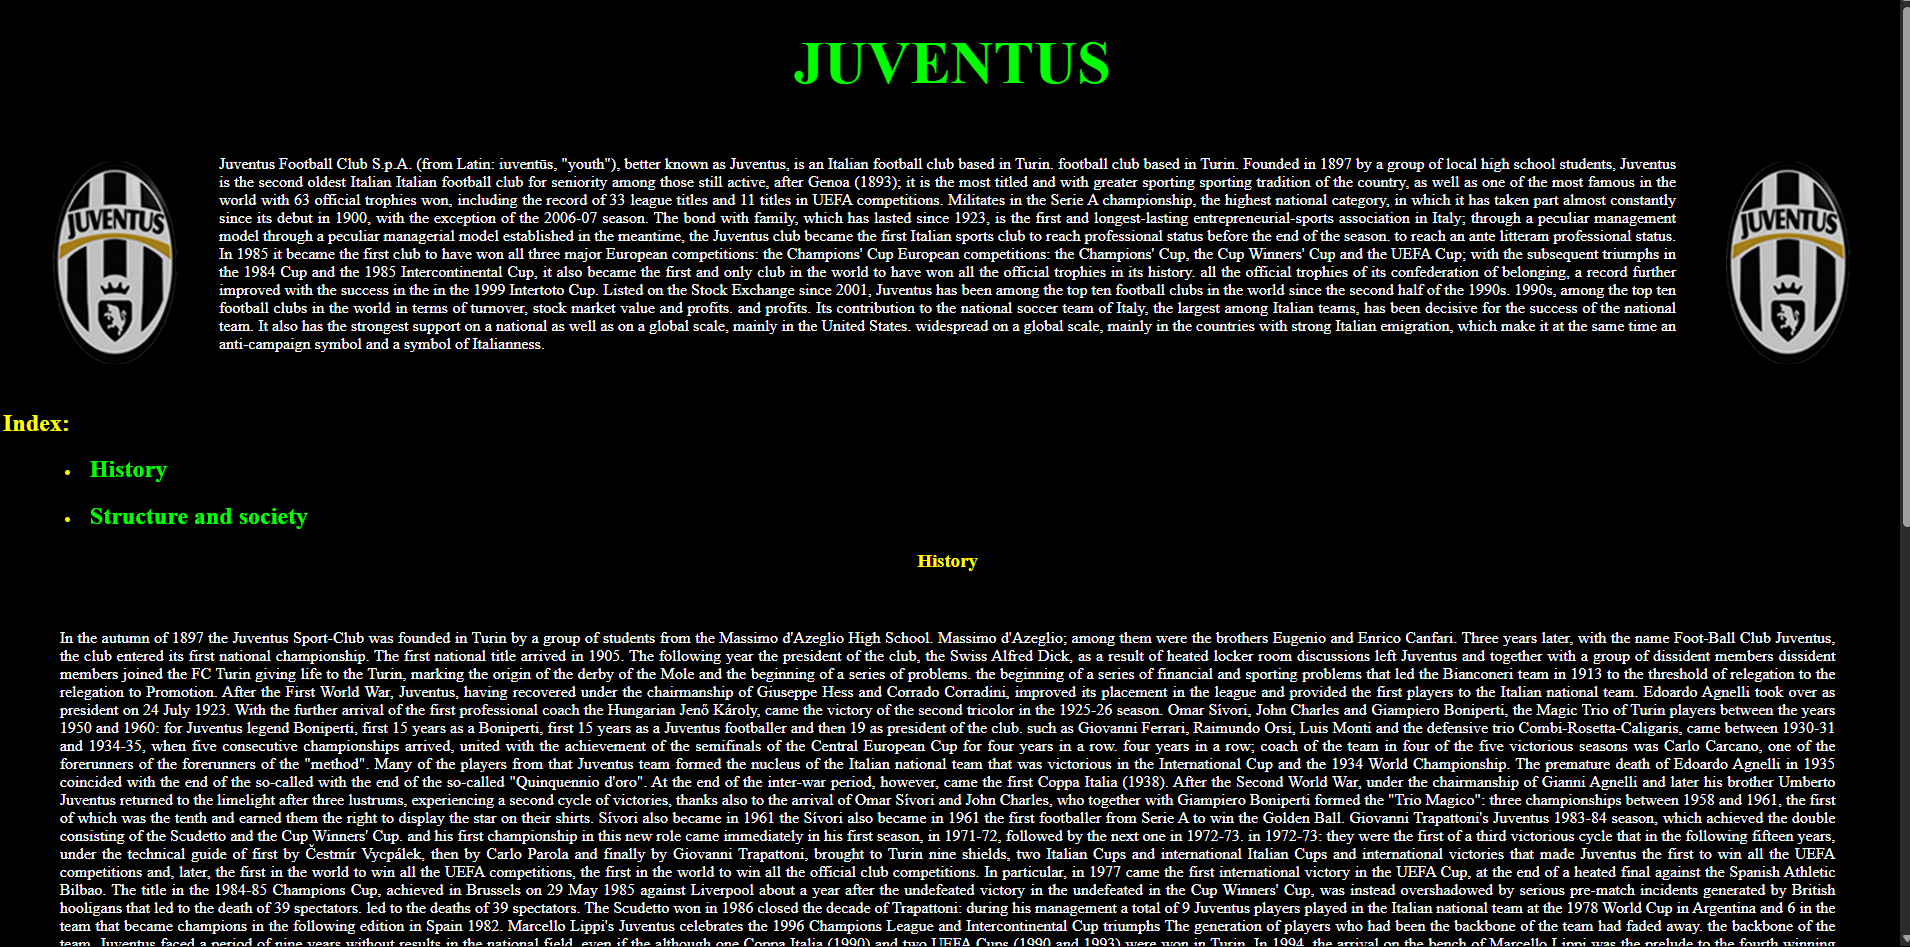 JUVENTUS
Juventus Football Club S.p.A. (from Latin: iuventūs, "youth"), better known as Juventus, is an Italian football club based in Turin. football club based in Turin. Founded in 1897 by a group of local high school students, Juventus
is the second oldest Italian Italian football club for seniority among those still active, after Genoa (1893); it is the most titled and with greater sporting sporting tradition of the country, as well as one of the most famous in the
world with 63 official trophies won, including the record of 33 league titles and 11 titles in UEFA competitions. Militates in the Serie A championship, the highest national category, in which it has taken part almost constantly
since its debut in 1900, with the exception of the 2006-07 season. The bond with family, which has lasted since 1923, is the first and longest-lasting entrepreneurial-sports association in Italy; through a peculiar management
model through a peculiar managerial model established in the meantime, the Juventus club became the first Italian sports club to reach professional status before the end of the season. to reach an ante litteram professional status.
In 1985 it became the first club to have won all three major European competitions: the Champions' Cup European competitions: the Champions' Cup, the Cup Winners' Cup and the UEFA Cup; with the subsequent triumphs in
the 1984 Cup and the 1985 Intercontinental Cup, it also became the first and only club in the world to have won all the official trophies in its history. all the official trophies of its confederation of belonging, a record further
improved with the success in the in the 1999 Intertoto Cup. Listed on the Stock Exchange since 2001, Juventus has been among the top ten football clubs in the world since the second half of the 1990s. 1990s, among the top ten
football clubs in the world in terms of turnover, stock market value and profits. and profits. Its contribution to the national soccer team of Italy, the largest among Italian teams, has been decisive for the success of the national
team. It also has the strongest support on a national as well as on a global scale, mainly in the United States. widespread on a global scale, mainly in the countries with strong Italian emigration, which make it at the same time an
anti-campaign symbol and a symbol of Italianness.
JUVENTUS
JUVENTUS
Index:
History
Structure and society
History
In the autumn of 1897 the Juventus Sport-Club was founded in Turin by a group of students from the Massimo d'Azeglio High School. Massimo d'Azeglio; among them were the brothers Eugenio and Enrico Canfari. Three years later, with the name Foot-Ball Club Juventus,
the club entered its first national championship. The first national title arrived in 1905. The following year the president of the club, the Swiss Alfred Dick, as a result of heated locker room discussions left Juventus and together with a group of dissident members dissident
members joined the FC Turin giving life to the Turin, marking the origin of the derby of the Mole and the beginning of a series of problems. the beginning of a series of financial and sporting problems that led the Bianconeri team in 1913 to the threshold of relegation to the
relegation to Promotion. After the First World War, Juventus, having recovered under the chairmanship of Giuseppe Hess and Corrado Corradini, improved its placement in the league and provided the first players to the Italian national team. Edoardo Agnelli took over as
president on 24 July 1923. With the further arrival of the first professional coach the Hungarian Jenő Károly, came the victory of the second tricolor in the 1925-26 season. Omar Sívori, John Charles and Giampiero Boniperti, the Magic Trio of Turin players between the years
1950 and 1960: for Juventus legend Boniperti, first 15 years as a Boniperti, first 15 years as a Juventus footballer and then 19 as president of the club. such as Giovanni Ferrari, Raimundo Orsi, Luis Monti and the defensive trio Combi-Rosetta-Caligaris, came between 1930-31
and 1934-35, when five consecutive championships arrived, united with the achievement of the semifinals of the Central European Cup for four years in a row. four years in a row; coach of the team in four of the five victorious seasons was Carlo Carcano, one of the
forerunners of the forerunners of the "method". Many of the players from that Juventus team formed the nucleus of the Italian national team that was victorious in the International Cup and the 1934 World Championship. The premature death of Edoardo Agnelli in 1935
coincided with the end of the so-called with the end of the so-called "Quinquennio d'oro". At the end of the inter-war period, however, came the first Coppa Italia (1938). After the Second World War, under the chairmanship of Gianni Agnelli and later his brother Umberto
Juventus returned to the limelight after three lustrums, experiencing a second cycle of victories, thanks also to the arrival of Omar Sívori and John Charles, who together with Giampiero Boniperti formed the "Trio Magico": three championships between 1958 and 1961, the first
of which was the tenth and earned them the right to display the star on their shirts. Sívori also became in 1961 the Sívori also became in 1961 the first footballer from Serie A to win the Golden Ball. Giovanni Trapattoni's Juventus 1983-84 season, which achieved the double
consisting of the Scudetto and the Cup Winners' Cup. and his first championship in this new role came immediately in his first season, in 1971-72, followed by the next one in 1972-73. in 1972-73: they were the first of a third victorious cycle that in the following fifteen years,
under the technical guide of first by Čestmír Vycpálek, then by Carlo Parola and finally by Giovanni Trapattoni, brought to Turin nine shields, two Italian Cups and international Italian Cups and international victories that made Juventus the first to win all the UEFA
competitions and, later, the first in the world to win all the UEFA competitions, the first in the world to win all the official club competitions. In particular, in 1977 came the first international victory in the UEFA Cup, at the end of a heated final against the Spanish Athletic
Bilbao. The title in the 1984-85 Champions Cup, achieved in Brussels on 29 May 1985 against Liverpool about a year after the undefeated victory in the undefeated in the Cup Winners' Cup, was instead overshadowed by serious pre-match incidents generated by British
hooligans that led to the death of 39 spectators. led to the deaths of 39 spectators. The Scudetto won in 1986 closed the decade of Trapattoni: during his management a total of 9 Juventus players played in the Italian national team at the 1978 World Cup in Argentina and 6 in the
team that became champions in the following edition in Spain 1982. Marcello Lippi's Juventus celebrates the 1996 Champions League and Intercontinental Cup triumphs The generation of players who had been the backbone of the team had faded away. the backbone of the
team, Juventus faced a period of nine years without results in the national field, even if the although one Coppa Italia (1990) and two UEFA Cups (1990 and 1993) were won in Turin. In 1994, the arrival on the bench of Marcello Lippi was the prelude to the fourth winning